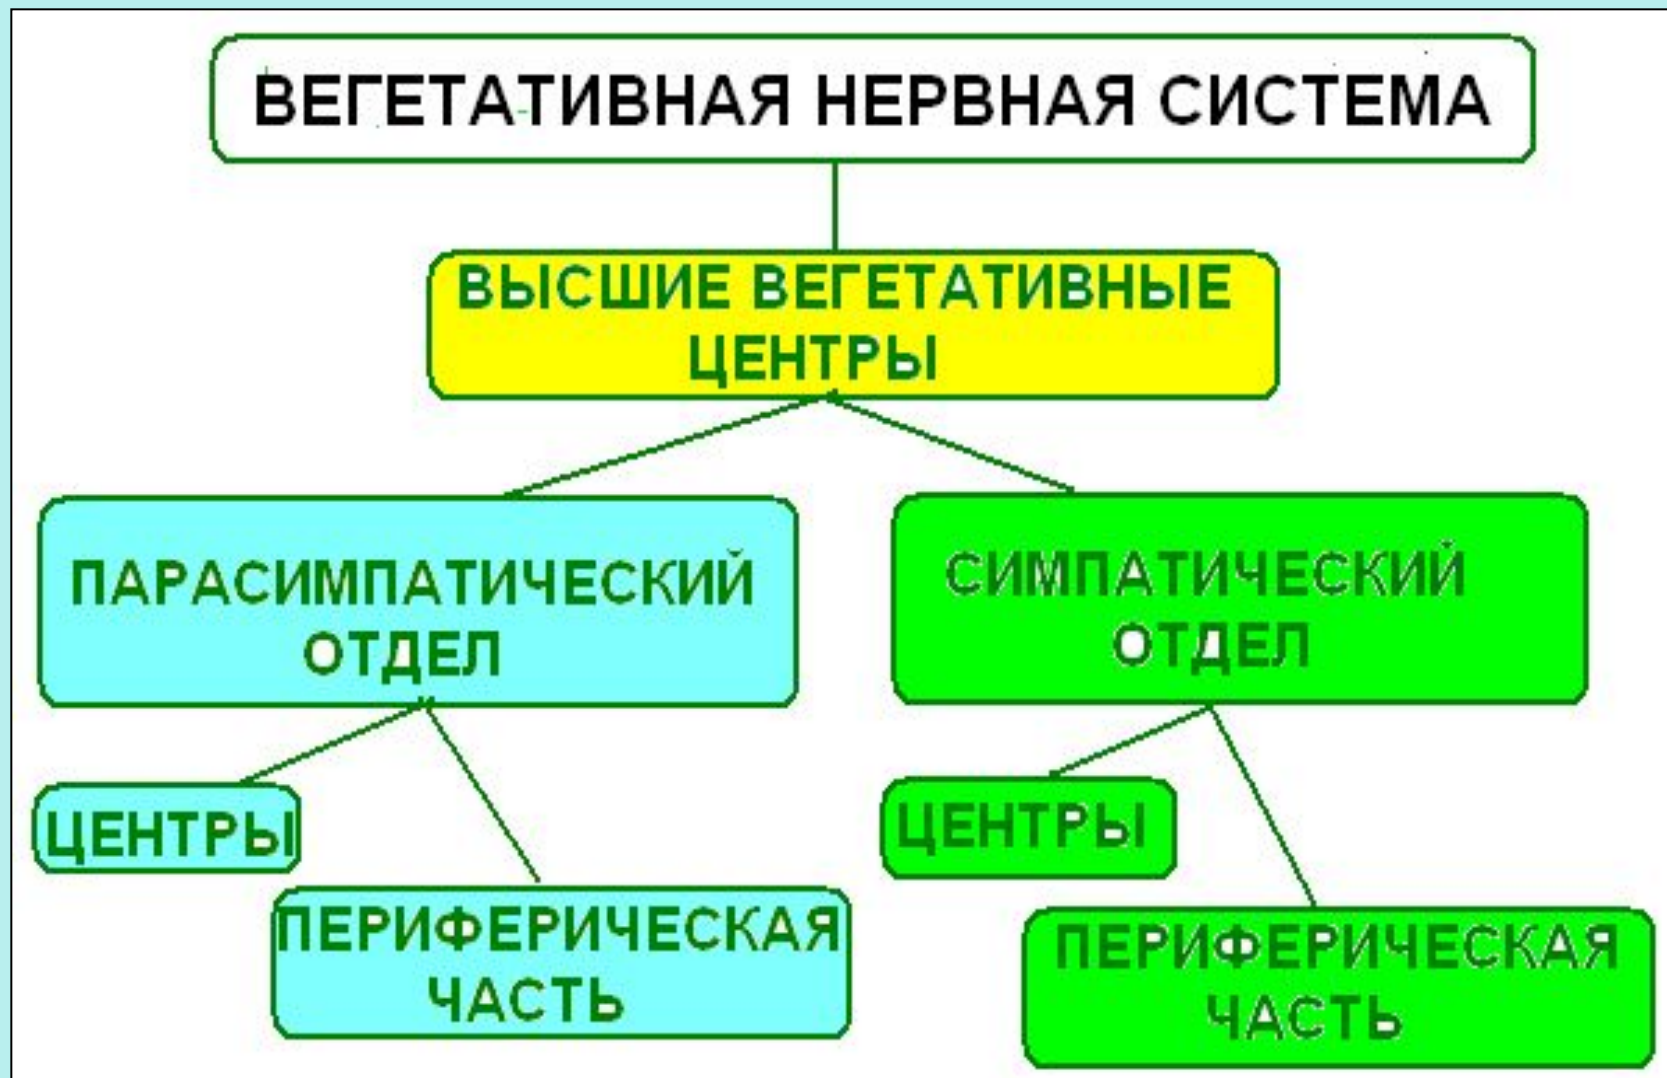 ВЕГЕТАТИВНАЯ НЕРВНАЯ СИСТЕМА
ВЫСШИЕ ВЕГЕТАТИВНЫЕ
ЦЕНТРЫ
ПАРАСИМПАТИЧЕСКИЙ
ОТДЕЛ
СИМПАТИЧЕСКИЙ
ОТДЕЛ
ЦЕНТРЫ
ПЕРИФЕРИЧЕСКАЯ
ЧАСТЬ
ЦЕНТРЫ
ПЕРИФЕРИЧЕСКАЯ
ЧАСТЬ